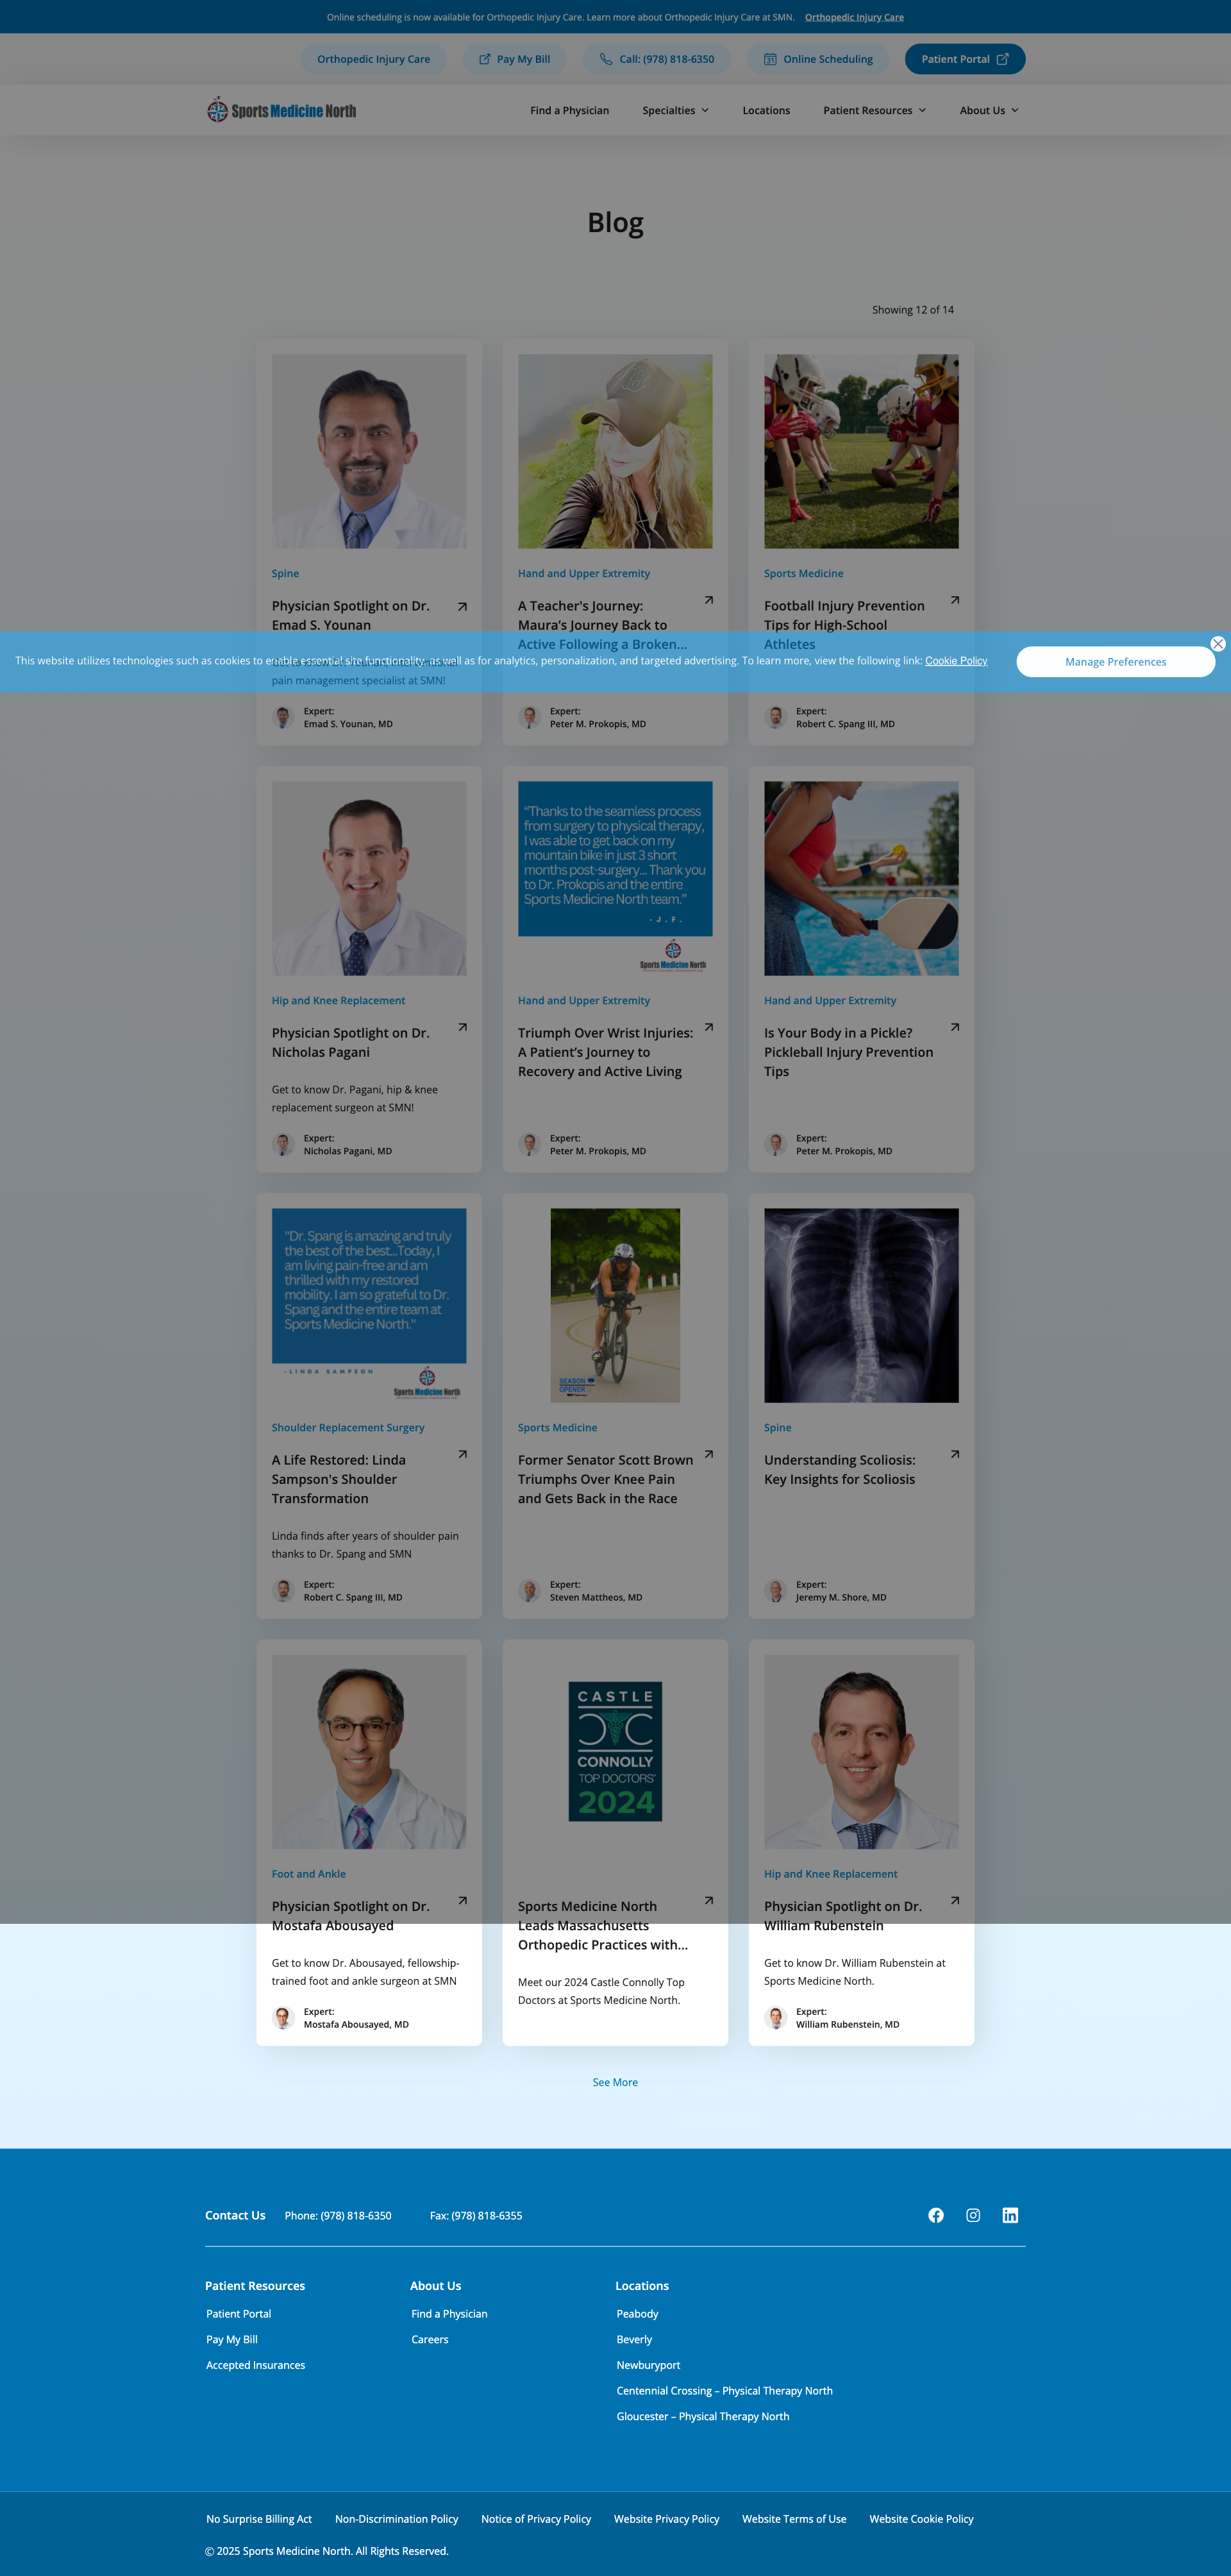 Online scheduling is now available for Orthopedic Injury Care. Learn more about Orthopedic Injury Care at SMN. Orthopedic Injury Care
Orthopedic Injury Care
Pay My Bill
Call: (978) 818-6350
31
Online Scheduling
Patient Portal
Sports Medicine North
Find a Physician
Specialties
Locations
Patient Resources
About Us
Blog
Showing 12 of 14
Spine
Physician Spotlight on Dr.
Emad S. Younan
pain management specialist at SMN!
Expert:
Emad S. Younan, MD
Hand and Upper Extremity
A Teacher's Journey:
Maura’s Journey Back to
Active Following a Broken...
Expert:
Peter M. Prokopis, MD
Sports Medicine
Football Injury Prevention
Tips for High-School
Athletes
Expert:
Robert C. Spang III, MD
This website utilizes technologies such as cookies to enable essential site functionality, as well as for analytics, personalization, and targeted advertising. To learn more, view the following link: Cookie Policy
Manage Preferences
Hip and Knee Replacement
Physician Spotlight on Dr.
Nicholas Pagani
Get to know Dr. Pagani, hip & knee
replacement surgeon at SMN!
Expert:
Nicholas Pagani, MD
“Thanks to the seamless process
from surgery to physical therapy,
I was able to get back on my
mountain bike in just 3 short
months post-surgery... Thank you
to Dr. Prokopis and the entire
Sports Medicine North team.”
- J.F.
Sports Medicine North
Hand and Upper Extremity
Triumph Over Wrist Injuries:
A Patient’s Journey to
Recovery and Active Living
Expert:
Peter M. Prokopis, MD
Hand and Upper Extremity
Is Your Body in a Pickle?
Pickleball Injury Prevention
Tips
Expert:
Peter M. Prokopis, MD
"Dr. Spang is amazing and truly
the best of the best...Today, I
am living pain-free and am
thrilled with my restored
mobility. I am so grateful to Dr.
Spang and the entire team at
Sports Medicine North."
-LINDA SAMPSON
Sports Medicine North
Shoulder Replacement Surgery
A Life Restored: Linda
Sampson's Shoulder
Transformation
Linda finds after years of shoulder pain
thanks to Dr. Spang and SMN
Expert:
Robert C. Spang III, MD
SEASON
OPENER
Sports Medicine
Former Senator Scott Brown
Triumphs Over Knee Pain
and Gets Back in the Race
Expert:
Steven Mattheos, MD
Spine
Understanding Scoliosis:
Key Insights for Scoliosis
Expert:
Jeremy M. Shore, MD
Foot and Ankle
Physician Spotlight on Dr.
Mostafa Abousayed
Get to know Dr. Abousayed, fellowship-
trained foot and ankle surgeon at SMN
Expert:
Mostafa Abousayed, MD
CASTLE
CONNOLLY
TOP DOCTORS
2024
Sports Medicine North
Leads Massachusetts
Orthopedic Practices with...
Meet our 2024 Castle Connolly Top
Doctors at Sports Medicine North.
Hip and Knee Replacement
Physician Spotlight on Dr.
William Rubenstein
Get to know Dr. William Rubenstein at
Sports Medicine North.
Expert:
William Rubenstein, MD
See More
Contact Us
Phone: (978) 818-6350
Fax: (978) 818-6355
Patient Resources
Patient Portal
Pay My Bill
Accepted Insurances
About Us
Find a Physician
Careers
Locations
Peabody
Beverly
Newburyport
Centennial Crossing – Physical Therapy North
Gloucester – Physical Therapy North
No Surprise Billing Act
Non-Discrimination Policy
Notice of Privacy Policy
Website Privacy Policy
Website Terms of Use
Website Cookie Policy
© 2025 Sports Medicine North. All Rights Reserved.